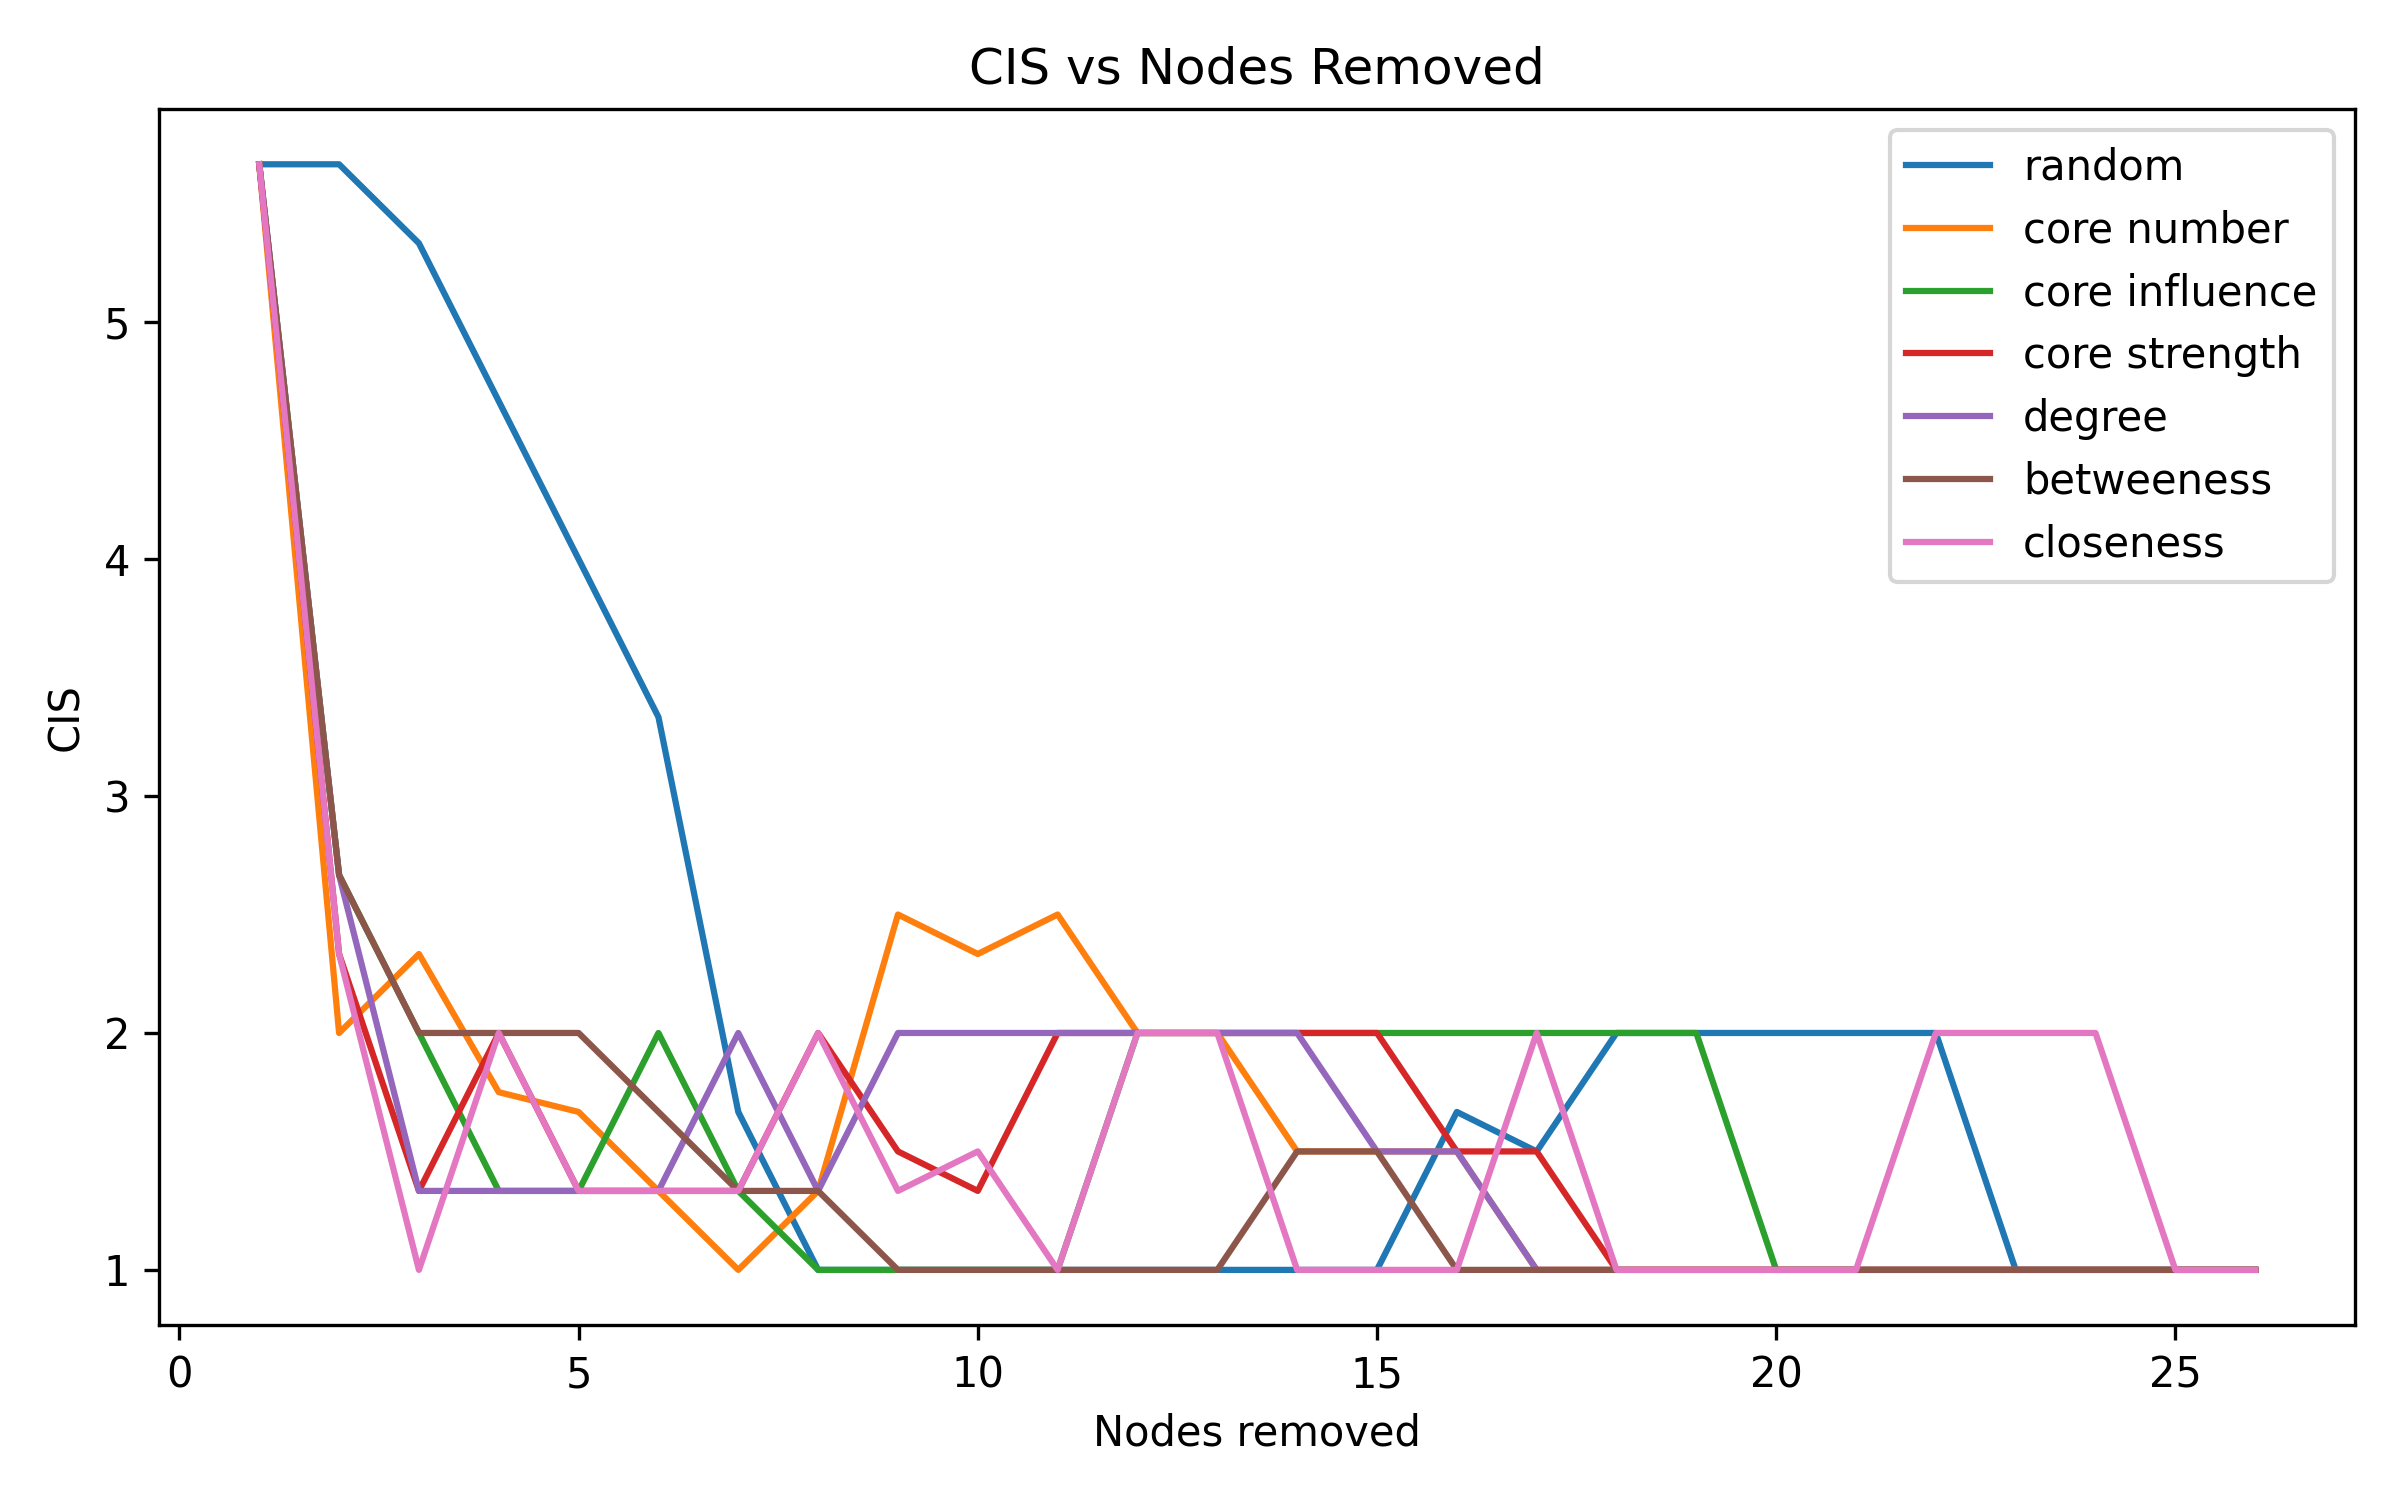 CIS vs Nodes Removed
random
core number
core influence
core strength
degree
betweeness
closeness
5
4
3
2
1
CIS
0 5 10 15 20 25
Nodes removed